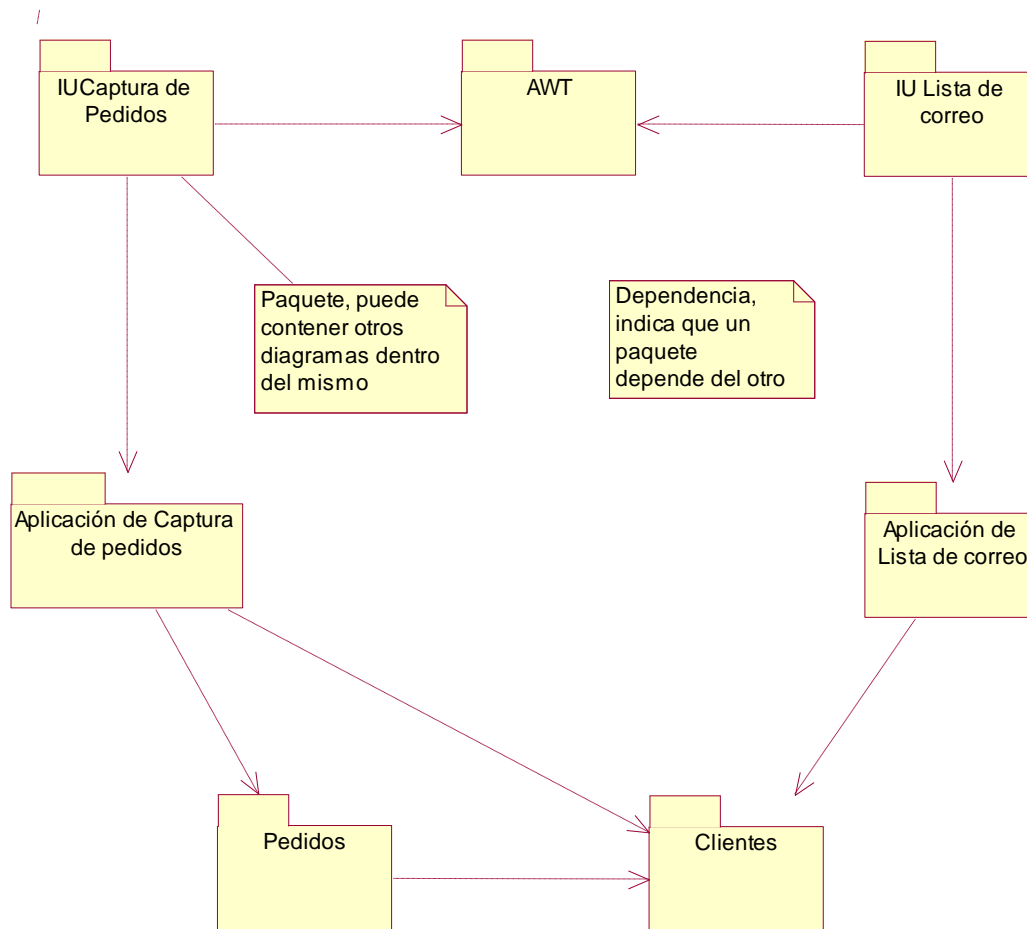 IUCaptura de
Pedidos
AWT
IU Lista de
correo
Paquete, puede
contener otros
diagramas dentro
del mismo
Dependencia,
indica que un
paquete
depende del otro
Aplicación de Captura
de pedidos
Aplicación de
Lista de correo
Pedidos
Clientes